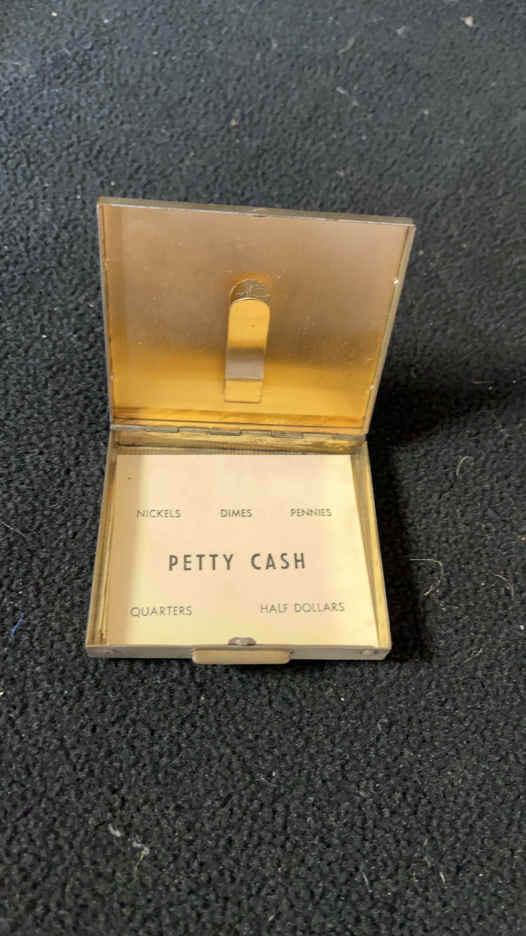 NICKELS DIMES PENNIES
PETTY CASH
QUARTERS HALF DOLLARS